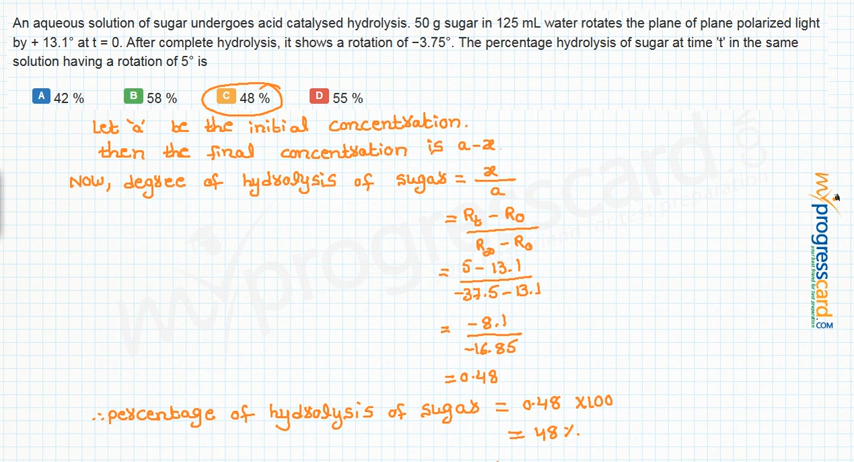 An aqueous solution of sugar undergoes acid catalysed hydrolysis. 50 g sugar in 125 mL water rotates the plane of plane polarized light
by + 13.1° at t = 0. After complete hydrolysis, it shows a rotation of −3.75°. The percentage hydrolysis of sugar at time 't' in the same
solution having a rotation of 5° is
A 42 % B 58 % C 48 % D 55 %
Let 'a' be the initial concentration.
then the final concentration is a-x
Now, degree of hydrolysis of sugar = x/a
= Rt - R0 / R∞ - R0
= 5 - 13.1 / -37.5 - 13.1
= -8.1 / -16.85
= 0.48
∴ percentage of hydrolysis of sugar = 0.48 x100
= 48 %.
myprogresscard.COM